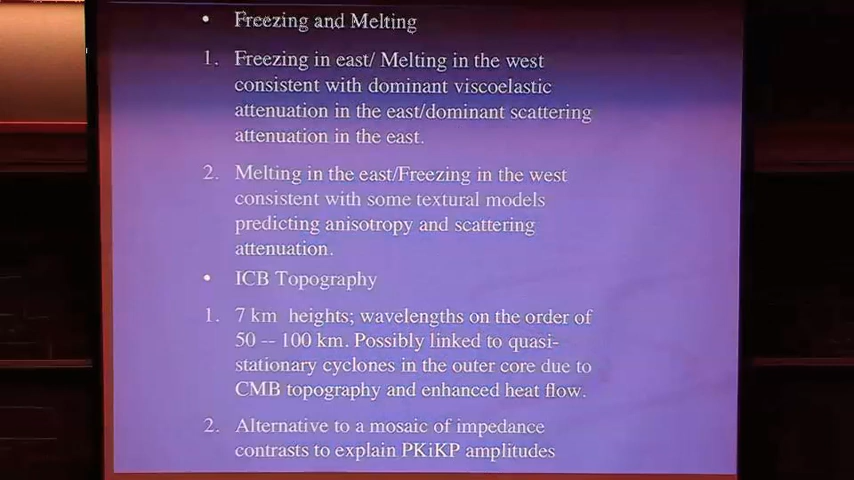 • Freezing and Melting
1. Freezing in east/ Melting in the west
consistent with dominant viscoelastic
attenuation in the east/dominant scattering
attenuation in the east.
2. Melting in the east/Freezing in the west
consistent with some textural models
predicting anisotropy and scattering
attenuation.
• ICB Topography
1. 7 km heights; wavelengths on the order of
50 -- 100 km. Possibly linked to quasi-
stationary cyclones in the outer core due to
CMB topography and enhanced heat flow.
2. Alternative to a mosaic of impedance
contrasts to explain PKiKP amplitudes